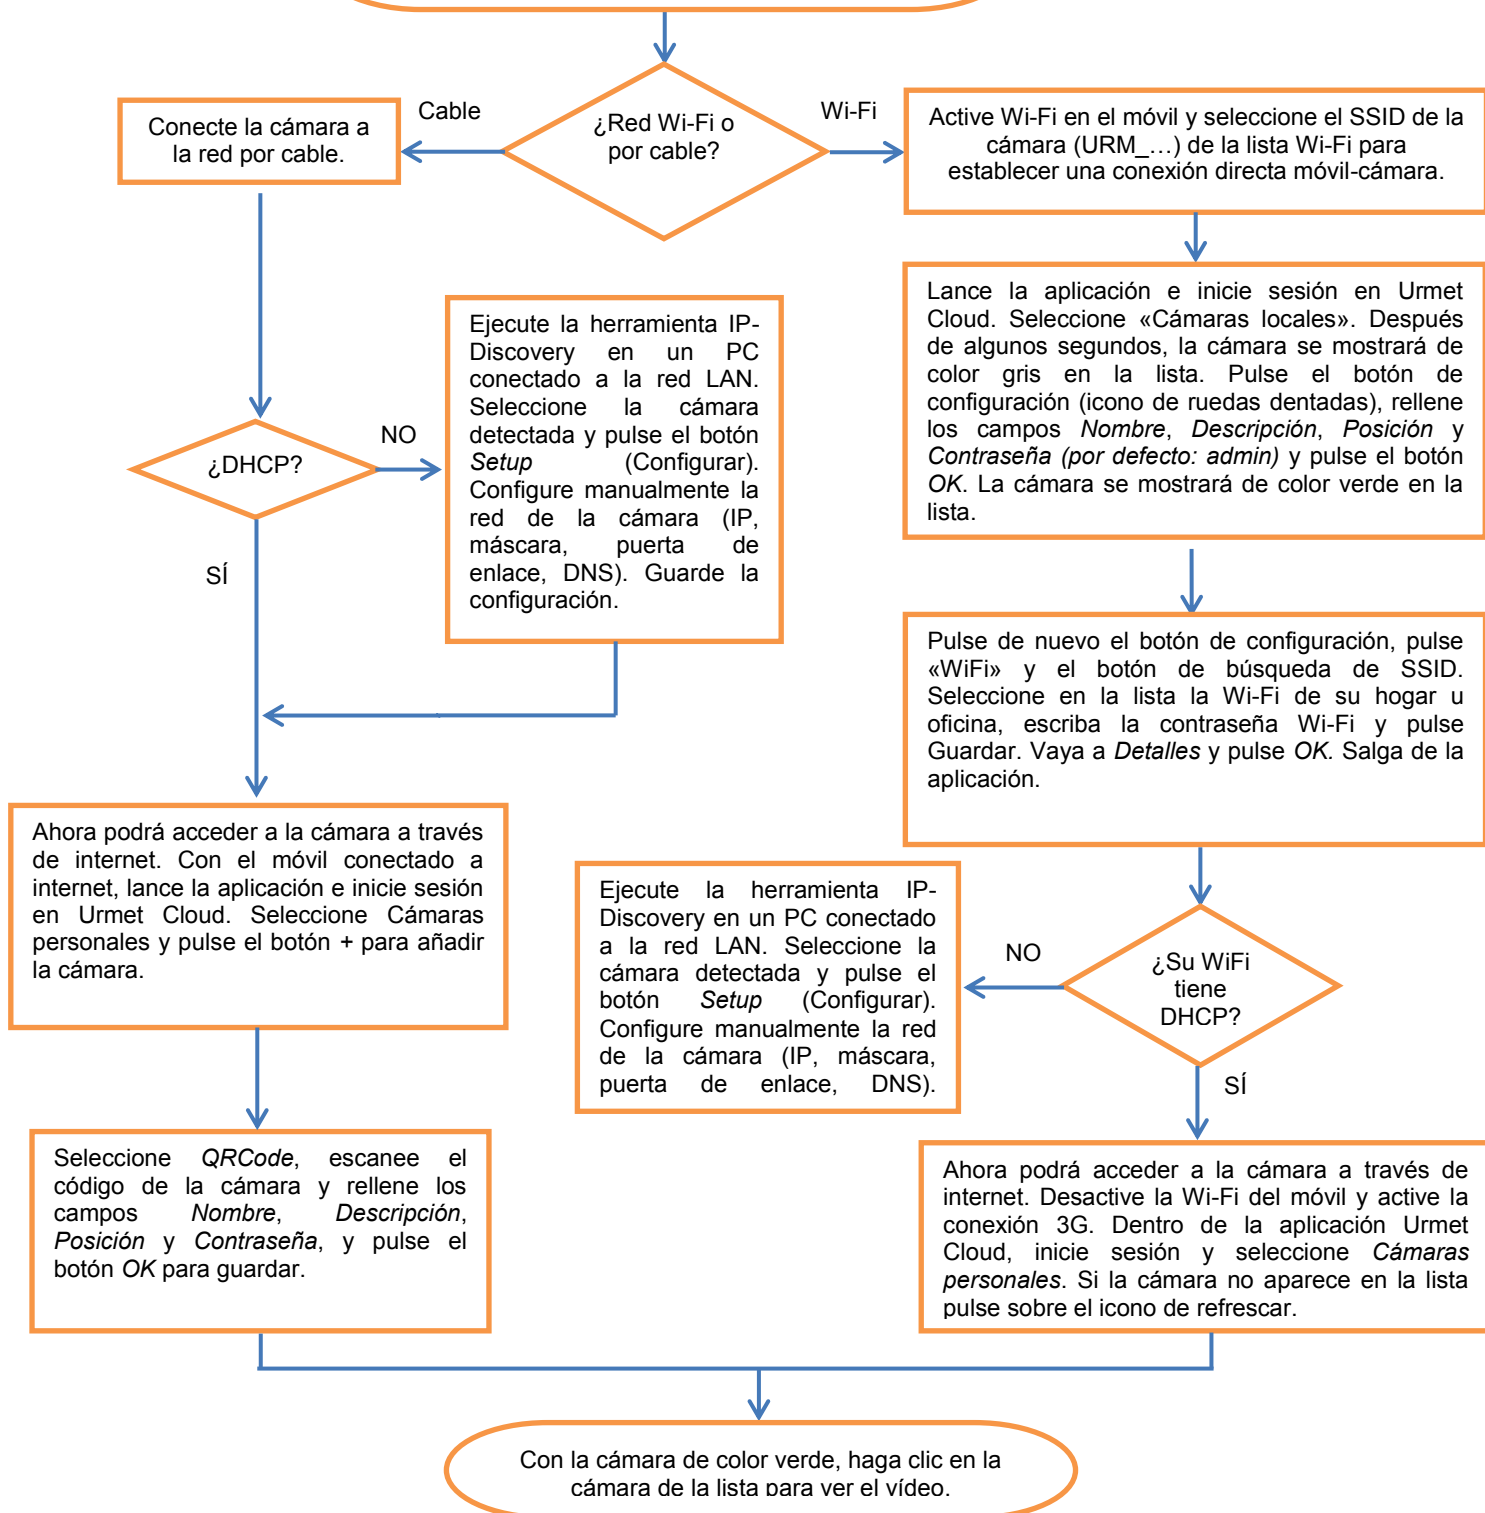 ¿Red Wi-Fi o
por cable?
Cable
Wi-Fi
Conecte la cámara a
la red por cable.
Active Wi-Fi en el móvil y seleccione el SSID de la
cámara (URM_…) de la lista Wi-Fi para
establecer una conexión directa móvil-cámara.
Lance la aplicación e inicie sesión en Urmet
Cloud. Seleccione «Cámaras locales». Después
de algunos segundos, la cámara se mostrará de
color gris en la lista. Pulse el botón de
configuración (icono de ruedas dentadas), rellene
los campos Nombre, Descripción, Posición y
Contraseña (por defecto: admin) y pulse el botón
OK. La cámara se mostrará de color verde en la
lista.
Ejecute la herramienta IP-
Discovery en un PC
conectado a la red LAN.
Seleccione la cámara
detectada y pulse el botón
Setup (Configurar).
Configure manualmente la
red de la cámara (IP,
máscara, puerta de
enlace, DNS). Guarde la
configuración.
¿DHCP?
NO
SÍ
Pulse de nuevo el botón de configuración, pulse
«WiFi» y el botón de búsqueda de SSID.
Seleccione en la lista la Wi-Fi de su hogar u
oficina, escriba la contraseña Wi-Fi y pulse
Guardar. Vaya a Detalles y pulse OK. Salga de la
aplicación.
Ahora podrá acceder a la cámara a través
de internet. Con el móvil conectado a
internet, lance la aplicación e inicie sesión
en Urmet Cloud. Seleccione Cámaras
personales y pulse el botón + para añadir
la cámara.
Ejecute la herramienta IP-
Discovery en un PC conectado
a la red LAN. Seleccione la
cámara detectada y pulse el
botón Setup (Configurar).
Configure manualmente la red
de la cámara (IP, máscara,
puerta de enlace, DNS).
NO
¿Su WiFi
tiene
DHCP?
SÍ
Seleccione QRCode, escanee el
código de la cámara y rellene los
campos Nombre, Descripción,
Posición y Contraseña, y pulse el
botón OK para guardar.
Ahora podrá acceder a la cámara a través de
internet. Desactive la Wi-Fi del móvil y active la
conexión 3G. Dentro de la aplicación Urmet
Cloud, inicie sesión y seleccione Cámaras
personales. Si la cámara no aparece en la lista
pulse sobre el icono de refrescar.
Con la cámara de color verde, haga clic en la
cámara de la lista para ver el vídeo.